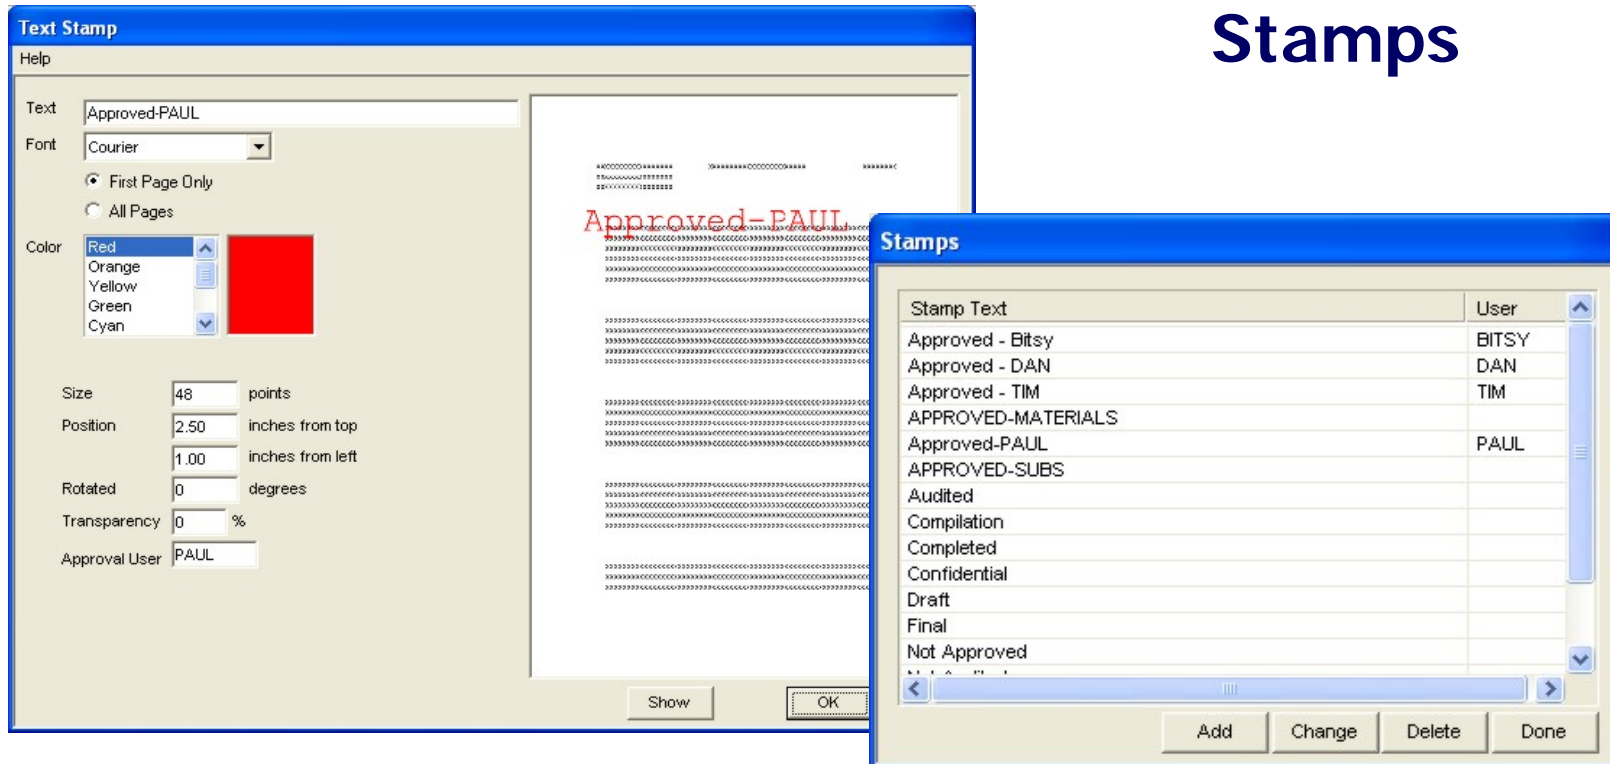 Stamps
Text Stamp
Help
Text Approved-PAUL
Font Courier
First Page Only
All Pages
Color Red
Orange
Yellow
Green
Cyan
Size 48 points
Position 2.50 inches from top
1.00 inches from left
Rotated 0 degrees
Transparency 0 %
Approval User PAUL
Approved-PAUL
Show OK
Stamps
Stamp Text User
Approved - Bitsy BITSY
Approved - DAN DAN
Approved - TIM TIM
APPROVED-MATERIALS
Approved-PAUL PAUL
APPROVED-SUBS
Audited
Compilation
Completed
Confidential
Draft
Final
Not Approved
Add Change Delete Done